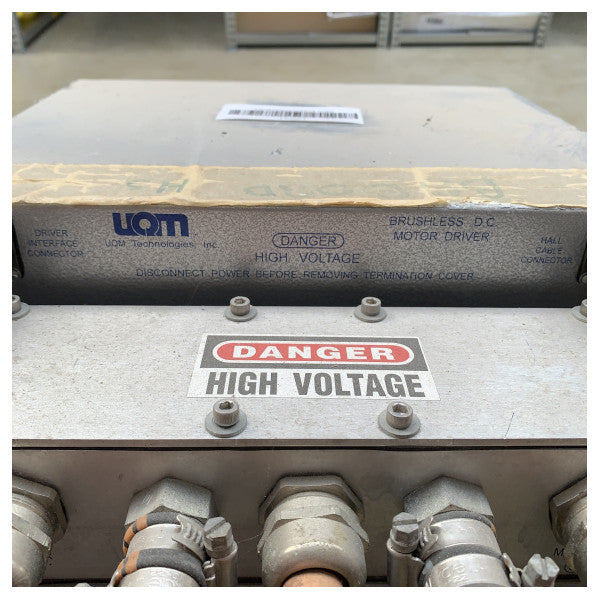 UQM
UQM Technologies, Inc.
DRIVER
INTERFACE
CONNECTOR
DANGER
HIGH VOLTAGE
BRUSHLESS D.C.
MOTOR DRIVER
HALL
CABLE
CONNECTOR
DISCONNECT POWER BEFORE REMOVING TERMINATION COVER
DANGER
HIGH VOLTAGE